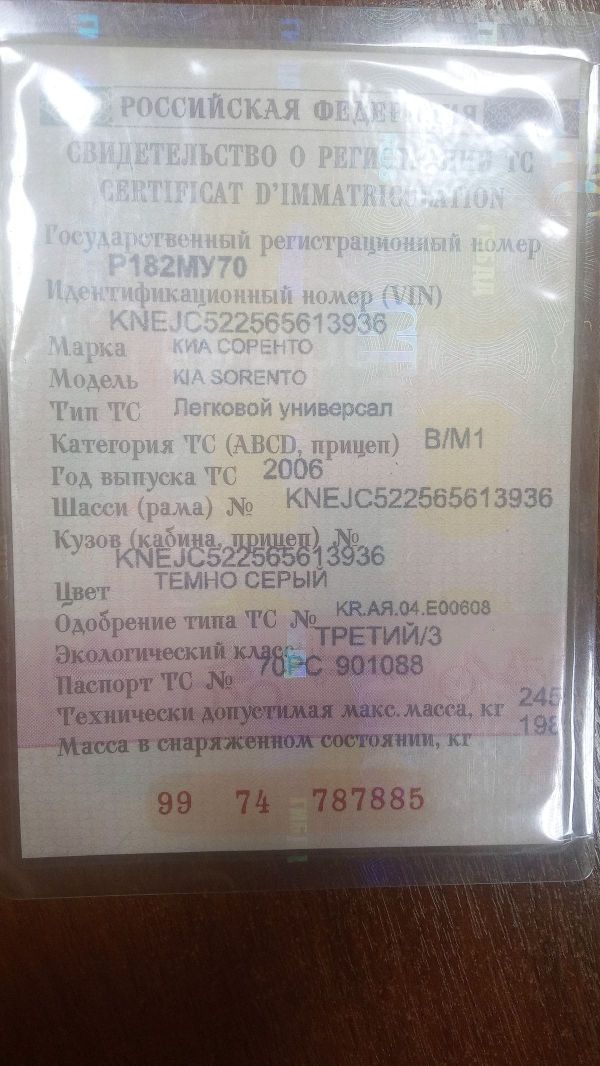 РОССИЙСКАЯ ФЕДЕРАЦИЯ
СВИДЕТЕЛЬСТВО О РЕГИСТРАЦИИ ТС
CERTIFICAT D'IMMATRICULATION
Государственный регистрационный номер
Р182МУ70
Идентификационный номер (VIN)
KNEJC522565613936
Марка КИА СОРЕНТО
Модель KIA SORENTO
Тип ТС Легковой универсал
Категория ТС (ABCD, прицеп) B/M1
Год выпуска ТС 2006
Шасси (рама) № KNEJC522565613936
Кузов (кабина, прицеп) №
KNEJC522565613936
Цвет ТЕМНО СЕРЫЙ
Одобрение типа ТС № KR.АЯ.04.Е00608
Экологический класс ТРЕТИЙ/3
Паспорт ТС № 70РС 901088
Технически допустимая макс. масса, кг
Масса в снаряженном состоянии, кг
99 74 787885